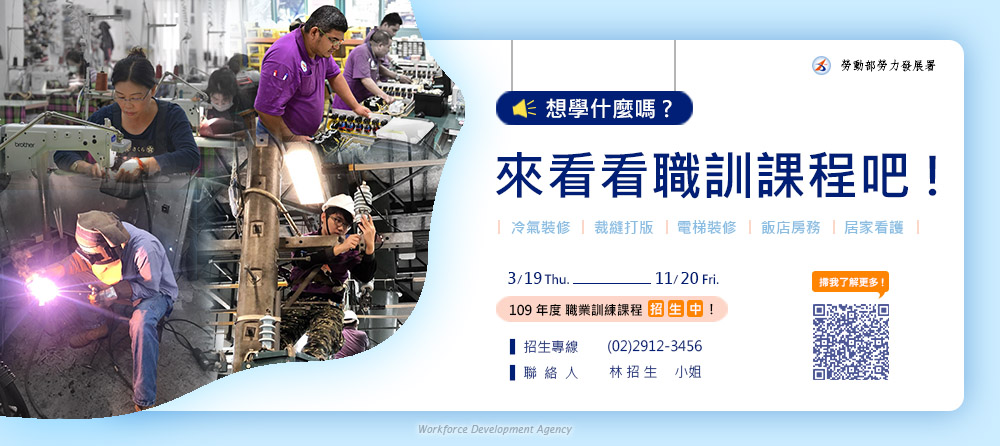 brother
勞動部勞力發展署
想學什麼嗎？
來看看職訓課程吧！
| 冷氣裝修 | 裁縫打版 | 電梯裝修 | 飯店房務 | 居家看護 |
3/19 Thu. ________ 11/20 Fri.
掃我了解更多！
109 年度 職業訓練課程 招生中！
招生專線 (02)2912-3456
聯絡人 林招生 小姐
Workforce Development Agency